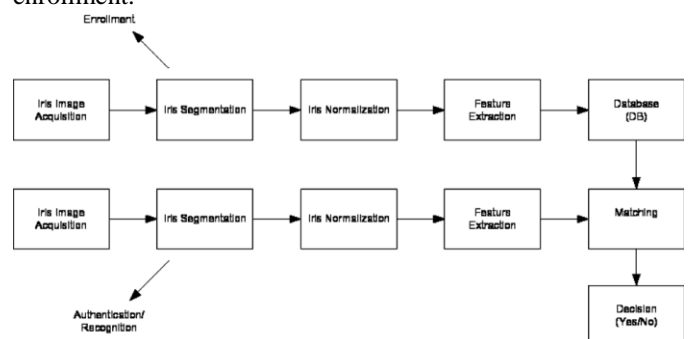 enrollment.
Enrollment
Iris Image
Acquisition
Iris Segmentation
Iris Normalization
Feature
Extraction
Database
(DB)
Iris Image
Acquisition
Iris Segmentation
Iris Normalization
Feature
Extraction
Matching
Authentication/
Recognition
Decision
(Yes/No)